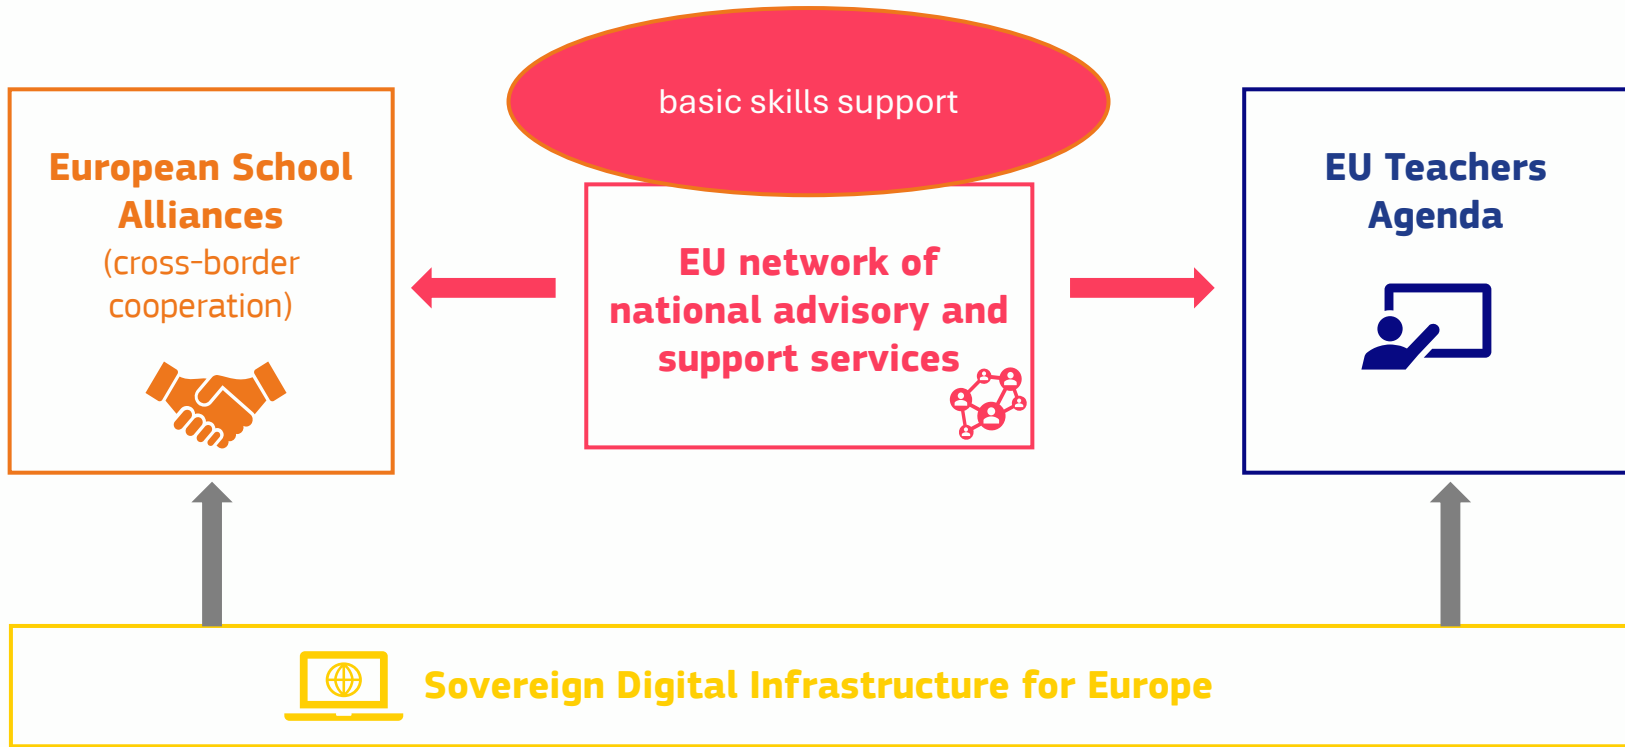 basic skills support
European School
Alliances
(cross-border
cooperation)
EU network of
national advisory and
support services
EU Teachers
Agenda
Sovereign Digital Infrastructure for Europe